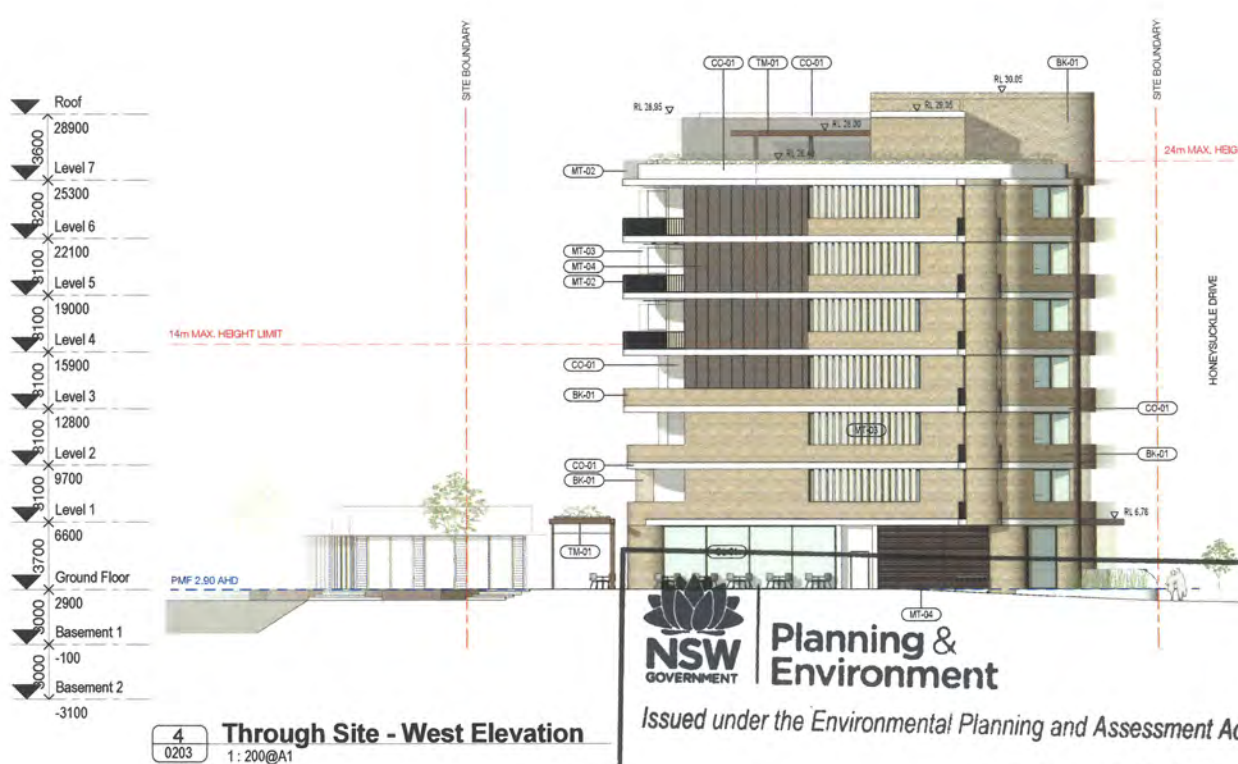 SITE BOUNDARY
SITE BOUNDARY
CO-01
TM-01
CO-01
BK-01
RL 30.05
RL 28.95
RL 29.05
RL 28.00
24m MAX. HEIG
MT-02
Roof
28900
3600
Level 7
25300
3200
Level 6
22100
3100
Level 5
19000
3100
Level 4
15900
3100
Level 3
12800
3100
Level 2
9700
3100
Level 1
6600
3700
Ground Floor
2900
3000
Basement 1
-100
3000
Basement 2
-3100
MT-03
MT-04
MT-02
14m MAX. HEIGHT LIMIT
HONEYSUCKLE DRIVE
CO-01
BK-01
CO-01
MT-03
BK-01
CO-01
BK-01
RL 6.76
TM-01
PMF 2.90 AHD
MT-04
NSW
GOVERNMENT
Planning &
Environment
Issued under the Environmental Planning and Assessment Ac
4
0203
Through Site - West Elevation
1 : 200@A1